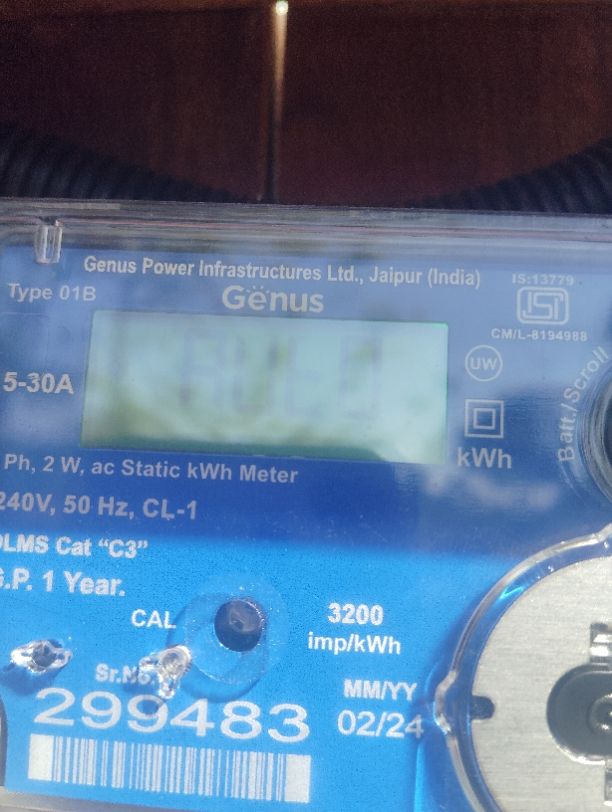 Genus Power Infrastructures Ltd., Jaipur (India)
IS:13779
Type 01B
Gënus
CM/L-8194988
AUtO
UW
5-30A
kWh
Batt/Scroll
Ph, 2 W, ac Static kWh Meter
240V, 50 Hz, CL-1
DLMS Cat "C3"
G.P. 1 Year.
CAL
3200
imp/kWh
Sr.No.
MM/YY
299483
02/24